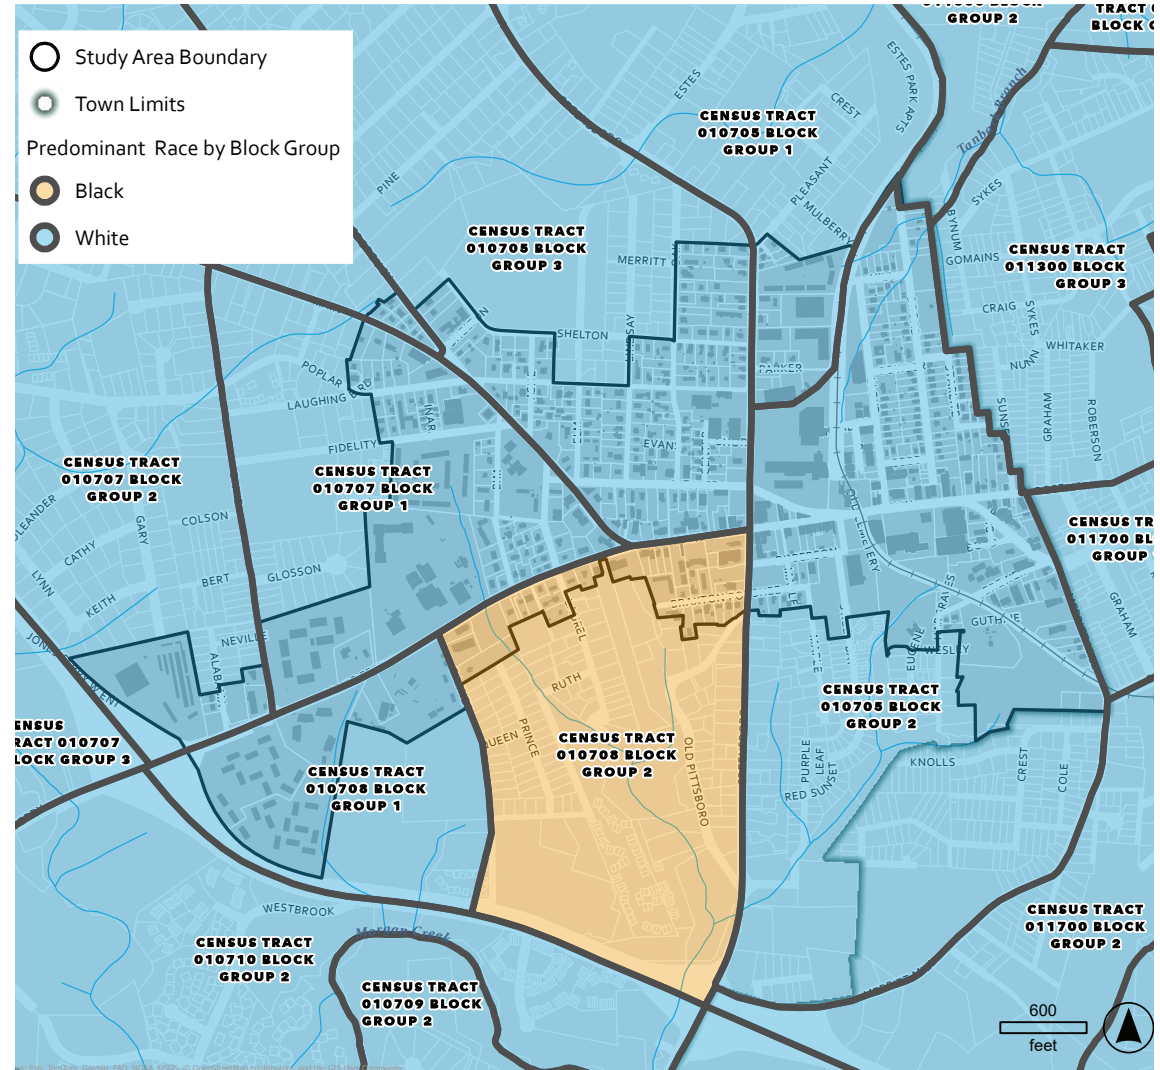 GROUP 2
TRACT
BLOCK
Study Area Boundary
Town Limits
Predominant Race by Block Group
Black
White
ESTES
CREST
ESTES PARK APTS
Tanbark Branch
CENSUS TRACT
010705 BLOCK
GROUP 1
PLEASANT
MULBERRY
PINE
SYKES
BYNUM
GOMAINS
CENSUS TRACT
010705 BLOCK
GROUP 3
MERRITT
CENSUS TRACT
011300 BLOCK
GROUP 3
CRAIG
SYKES
WHITAKER
NUNN
SHELTON
LINDSAY
PARKER
POPLAR
LAUGHING BIRD
FIDELITY
EVANS
GRAHAM
ROBERSON
CENSUS TRACT
010707 BLOCK
GROUP 2
CENSUS TRACT
010707 BLOCK
GROUP 1
OLEANDER
GARY
COLSON
CATHY
LYNN
KEITH
BERT
GLOSSON
OLD CEMETERY
GROUP
GRAHAM
NEVILLE
RUTH
EUGENE
WESLEY
GUTHRIE
CENSUS TRACT
010705 BLOCK
GROUP 2
RACT 010707
LOCK GROUP 3
CENSUS TRACT
010708 BLOCK
GROUP 1
QUEEN
PRINCE
CENSUS TRACT
010708 BLOCK
GROUP 2
OLD PITTSBORO
PURPLE
LEAF
RED SUNSET
KNOLLS
CREST
COLE
WESTBROOK
Morgan Creek
CENSUS TRACT
010710 BLOCK
GROUP 2
CENSUS TRACT
010709 BLOCK
GROUP 2
CENSUS TRACT
011700 BLOCK
GROUP 2
600
feet